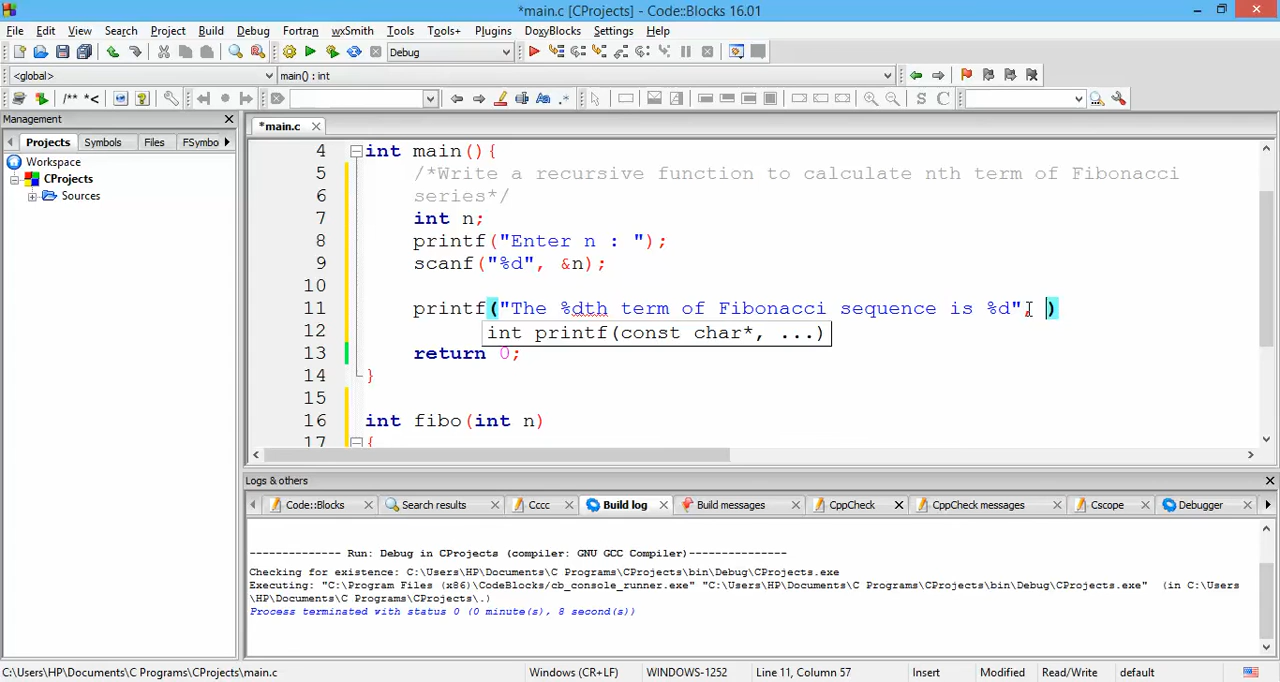 *main.c [CProjects] - Code::Blocks 16.01
File Edit View Search Project Build Debug Fortran wxSmith Tools Tools+ Plugins DoxyBlocks Settings Help
Debug
<global> main() : int
/** *<
S C
Management
Projects Symbols Files FSymbo
Workspace
CProjects
Sources
*main.c
4 int main(){
5 /*Write a recursive function to calculate nth term of Fibonacci
6 series*/
7 int n;
8 printf("Enter n : ");
9 scanf("%d", &n);
10
11 printf("The %dth term of Fibonacci sequence is %d", )
12 int printf(const char*, ...)
13 return 0;
14 }
15
16 int fibo(int n)
17 {
Logs & others
Code::Blocks Search results Cccc Build log Build messages CppCheck CppCheck messages Cscope Debugger
-------------- Run: Debug in CProjects (compiler: GNU GCC Compiler)---------------
Checking for existence: C:\Users\HP\Documents\C Programs\CProjects\bin\Debug\CProjects.exe
Executing: "C:\Program Files (x86)\CodeBlocks/cb_console_runner.exe" "C:\Users\HP\Documents\C Programs\CProjects\bin\Debug\CProjects.exe"  (in C:\Users
\HP\Documents\C Programs\CProjects\.)
Process terminated with status 0 (0 minute(s), 8 second(s))
C:\Users\HP\Documents\C Programs\CProjects\main.c Windows (CR+LF) WINDOWS-1252 Line 11, Column 57 Insert Modified Read/Write default